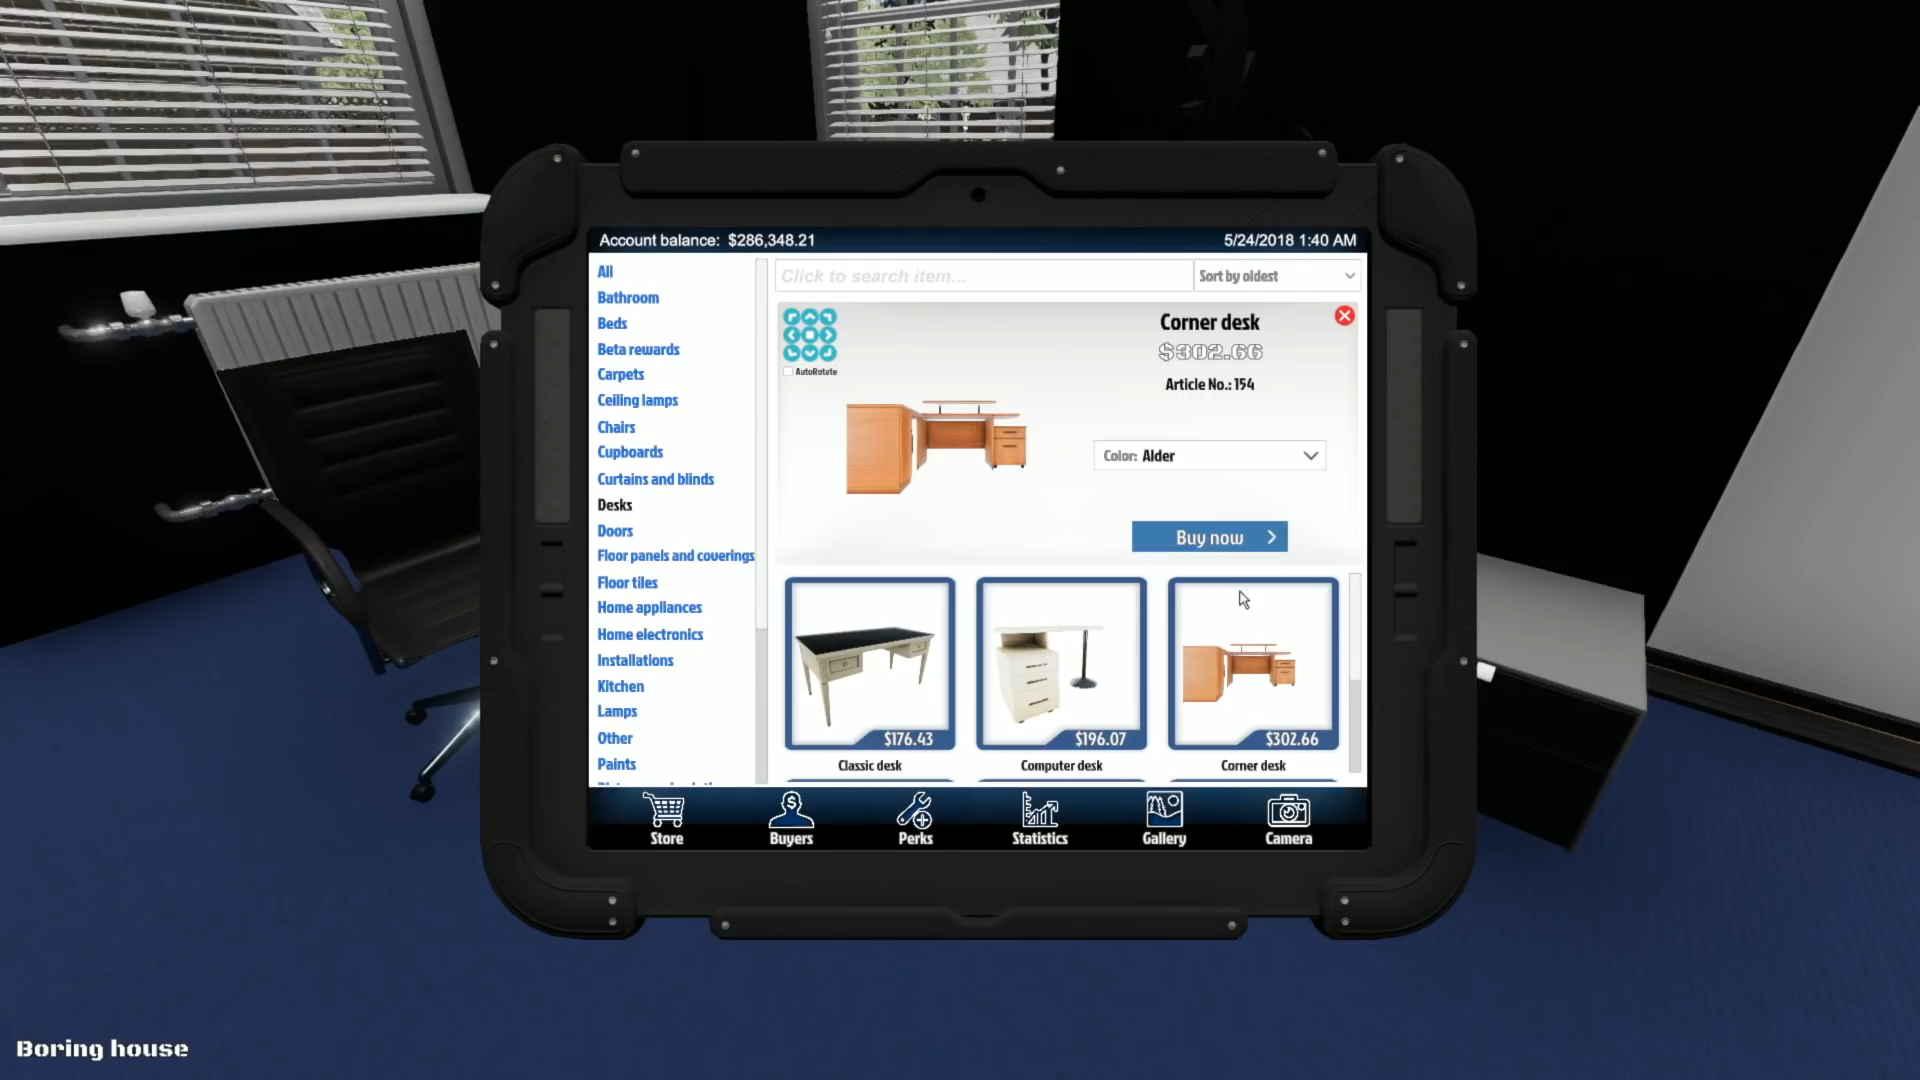 Account balance: $286,348.21
5/24/2018 1:40 AM
All
Bathroom
Beds
Beta rewards
Carpets
Ceiling lamps
Chairs
Cupboards
Curtains and blinds
Desks
Doors
Floor panels and coverings
Floor tiles
Home appliances
Home electronics
Installations
Kitchen
Lamps
Other
Paints
Click to search item...
Sort by oldest
AutoRotate
Corner desk
$302.66
Article No.: 154
Color: Alder
Buy now
$176.43
Classic desk
$196.07
Computer desk
$302.66
Corner desk
Store
Buyers
Perks
Statistics
Gallery
Camera
Boring house